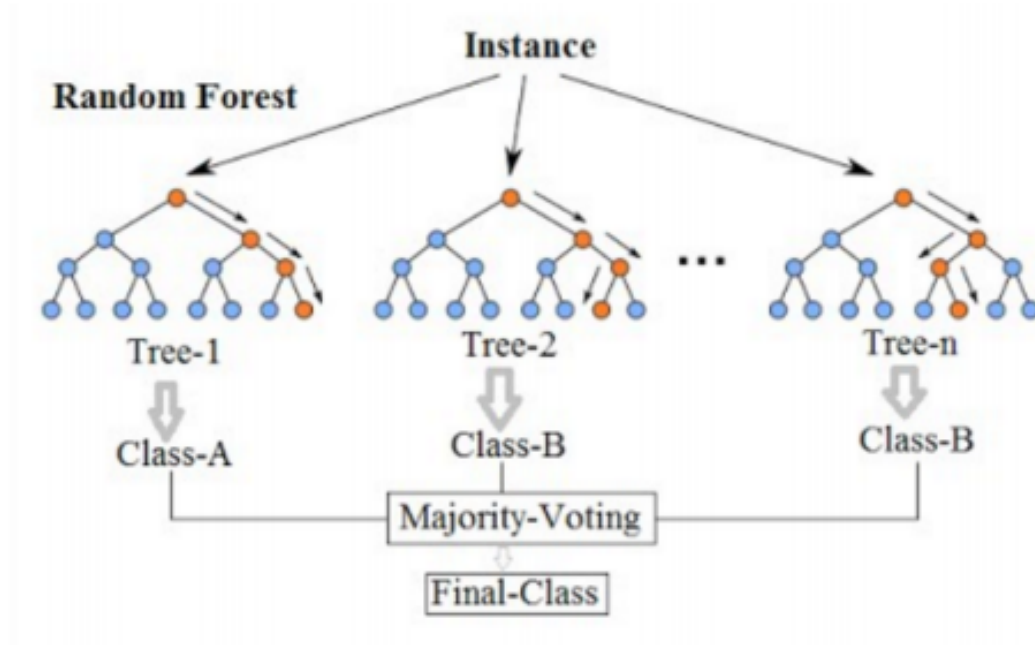 Instance
Random Forest
...
Tree-1
Tree-2
Tree-n
Class-A
Class-B
Class-B
Majority-Voting
Final-Class